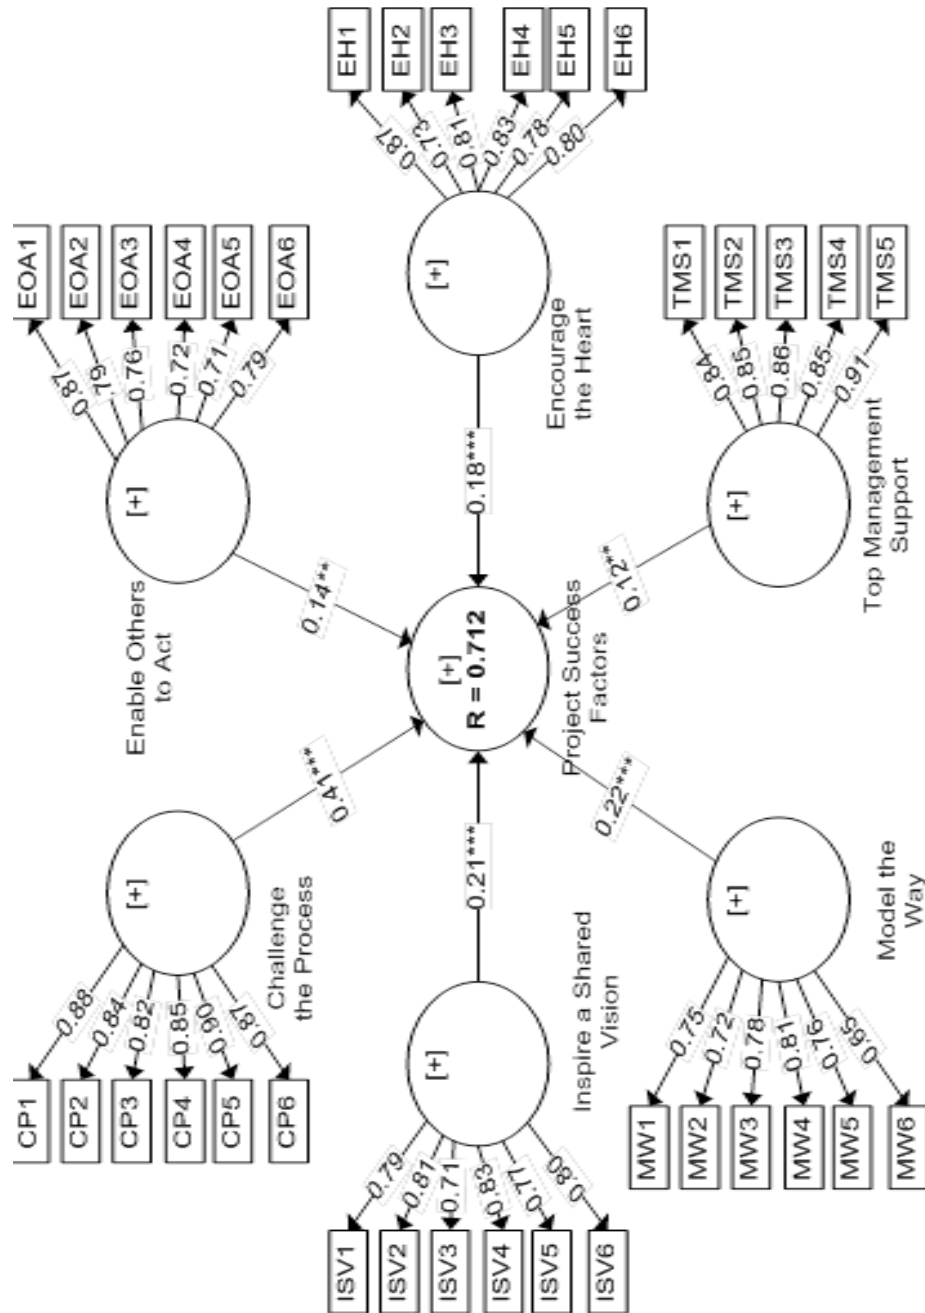 CP1
CP2
CP3
CP4
CP5
CP6
0.88
0.84
0.82
0.85
0.90
0.87
[+]
Challenge
the Process
0.41***
EOA1
EOA2
EOA3
EOA4
EOA5
EOA6
0.87
0.79
0.76
0.72
0.71
0.79
[+]
Enable Others
to Act
0.14**
ISV1
ISV2
ISV3
ISV4
ISV5
ISV6
0.79
0.81
0.71
0.83
0.77
0.80
[+]
Inspire a Shared
Vision
0.21***
[+]
R = 0.712
Project Success
Factors
0.18***
[+]
Encourage
the Heart
0.87
0.73
0.81
0.83
0.78
0.80
EH1
EH2
EH3
EH4
EH5
EH6
MW1
MW2
MW3
MW4
MW5
MW6
0.75
0.72
0.78
0.81
0.76
0.65
[+]
Model the
Way
0.22***
0.12**
[+]
Top Management
Support
0.84
0.85
0.86
0.85
0.91
TMS1
TMS2
TMS3
TMS4
TMS5